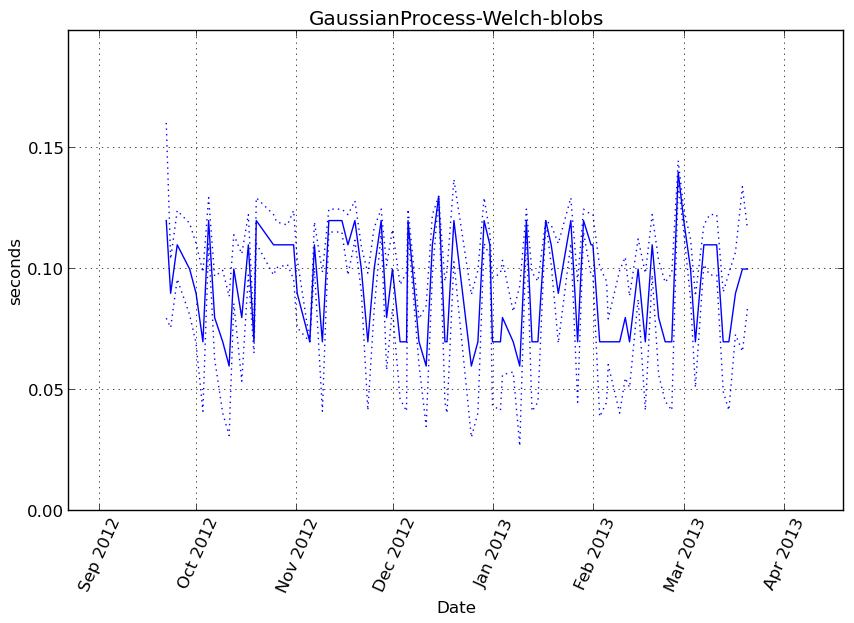 GaussianProcess-Welch-blobs
seconds
0.15
0.10
0.05
0.00
Sep 2012
Oct 2012
Nov 2012
Dec 2012
Jan 2013
Feb 2013
Mar 2013
Apr 2013
Date